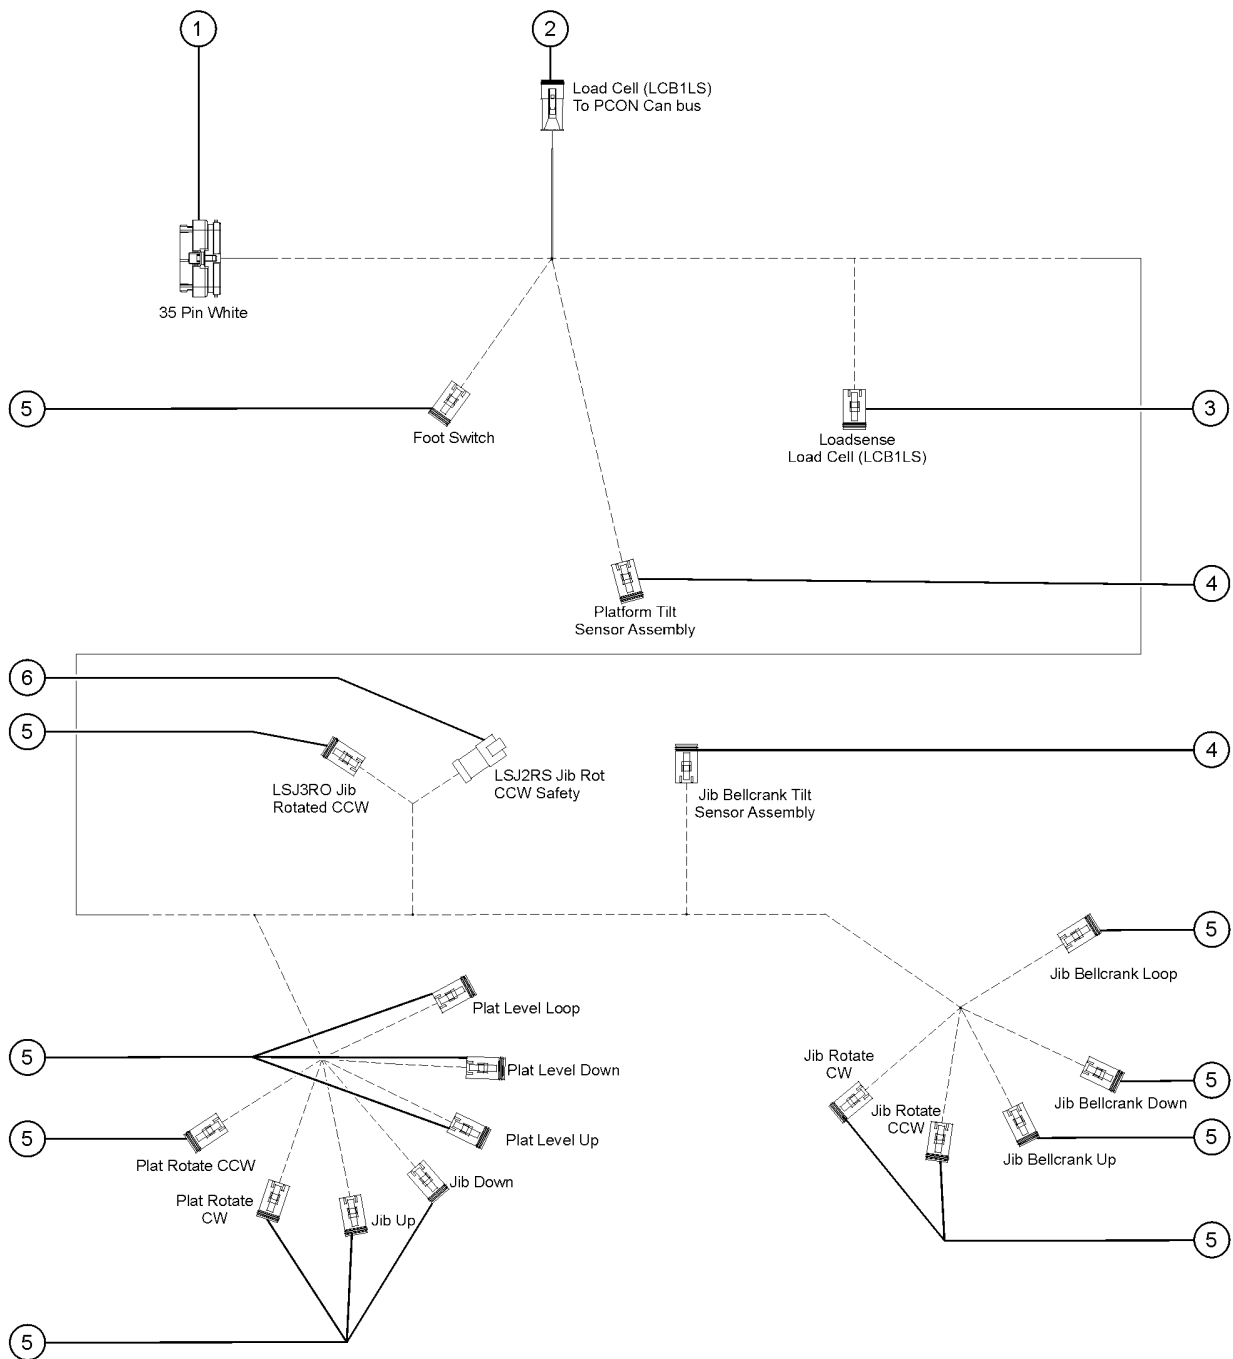 1
2
Load Cell (LCB1LS)
To PCON Can bus
35 Pin White
5
Foot Switch
Loadsense
Load Cell (LCB1LS)
3
Platform Tilt
Sensor Assembly
4
6
5
LSJ3RO Jib
Rotated CCW
LSJ2RS Jib Rot
CCW Safety
Jib Bellcrank Tilt
Sensor Assembly
4
Jib Bellcrank Loop
5
Plat Level Loop
5
Plat Level Down
Plat Level Up
5
Plat Rotate CCW
Plat Rotate
CW
Jib Up
Jib Down
5
Jib Rotate
CW
Jib Rotate
CCW
Jib Bellcrank Down
5
Jib Bellcrank Up
5
5